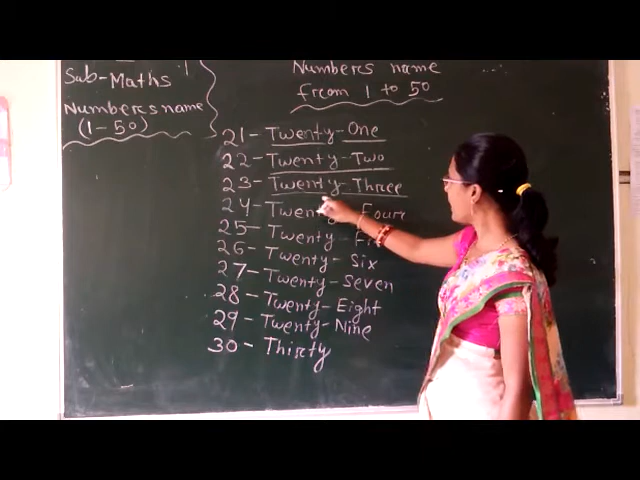 Sub-Maths
Numbers name
(1-50)
Numbers name
from 1 to 50
21 - Twenty-One
22 - Twenty - Two
23 - Twenty - Three
24 - Twenty Four
25 - Twenty
26 - Twenty - Six
27 - Twenty - Seven
28 - Twenty - Eight
29 - Twenty - Nine
30 - Thirty